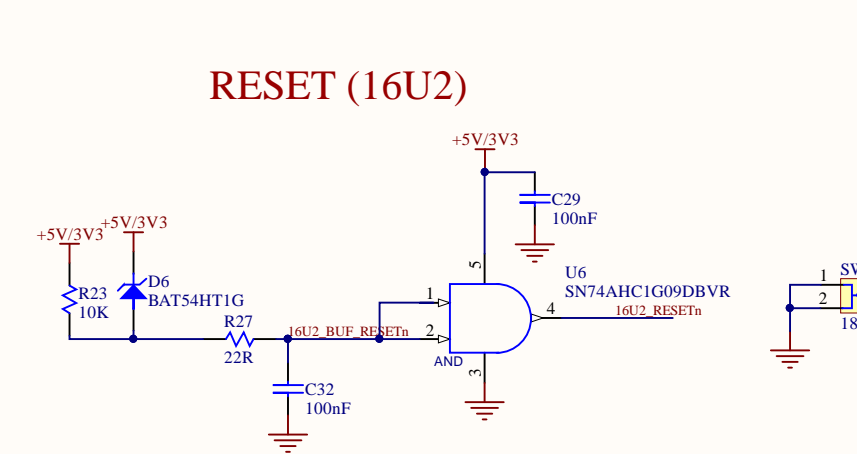 RESET (16U2)
+5V/3V3
C29
100nF
+5V/3V3
+5V/3V3
D6
BAT54HT1G
R23
10K
R27
22R
16U2_BUF_RESETn
C32
100nF
5
1
2
AND
3
4
U6
SN74AHC1G09DBVR
16U2_RESETn
1
2
SW
18